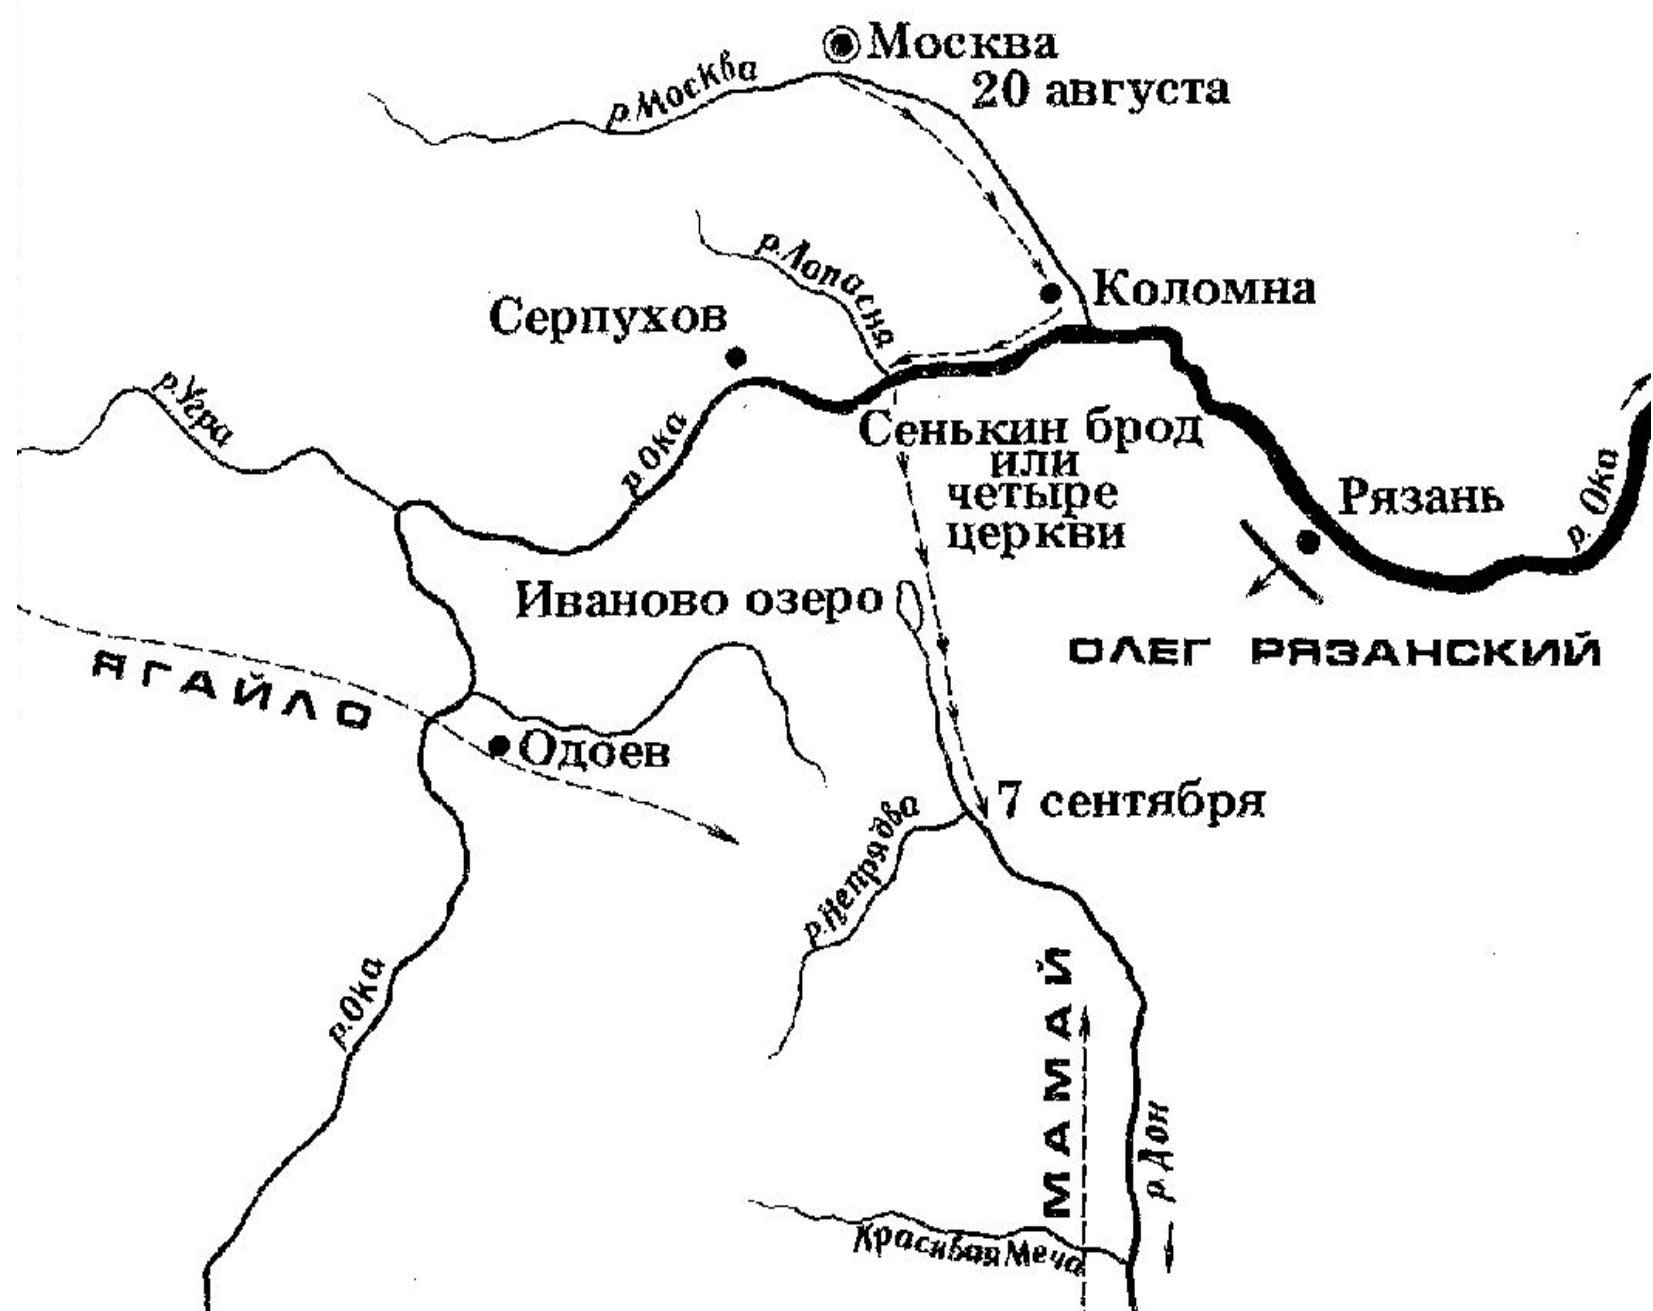 Москва
20 августа
р.Москва
р.Лопасня
Коломна
Серпухов
р.Угра
р.Ока
Сенькин брод
или
четыре
церкви
Рязань
р.Ока
Иваново озеро
ОЛЕГ РЯЗАНСКИЙ
ЯГАЙЛО
Одоев
7 сентября
р.Непрядва
МАМАЙ
р.Ока
р.Дон
Красивая Меча